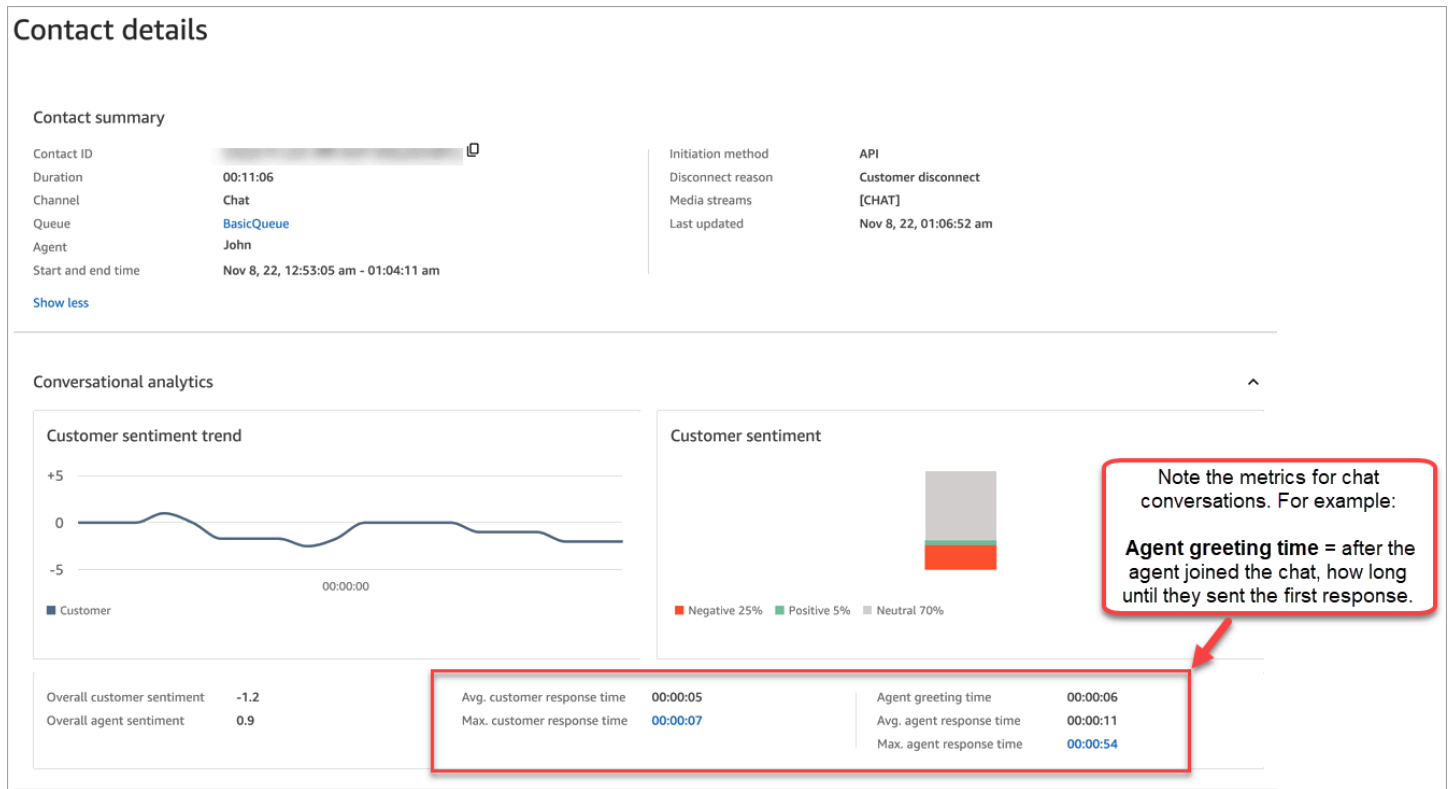 Contact details
Contact summary
Contact ID
Duration 00:11:06
Channel Chat
Queue BasicQueue
Agent John
Start and end time Nov 8, 22, 12:53:05 am - 01:04:11 am
Show less
Initiation method API
Disconnect reason Customer disconnect
Media streams [CHAT]
Last updated Nov 8, 22, 01:06:52 am
Conversational analytics
Customer sentiment trend
+5
0
-5
00:00:00
Customer
Customer sentiment
Negative 25% Positive 5% Neutral 70%
Note the metrics for chat
conversations. For example:
Agent greeting time = after the
agent joined the chat, how long
until they sent the first response.
Overall customer sentiment -1.2
Overall agent sentiment 0.9
Avg. customer response time 00:00:05
Max. customer response time 00:00:07
Agent greeting time 00:00:06
Avg. agent response time 00:00:11
Max. agent response time 00:00:54